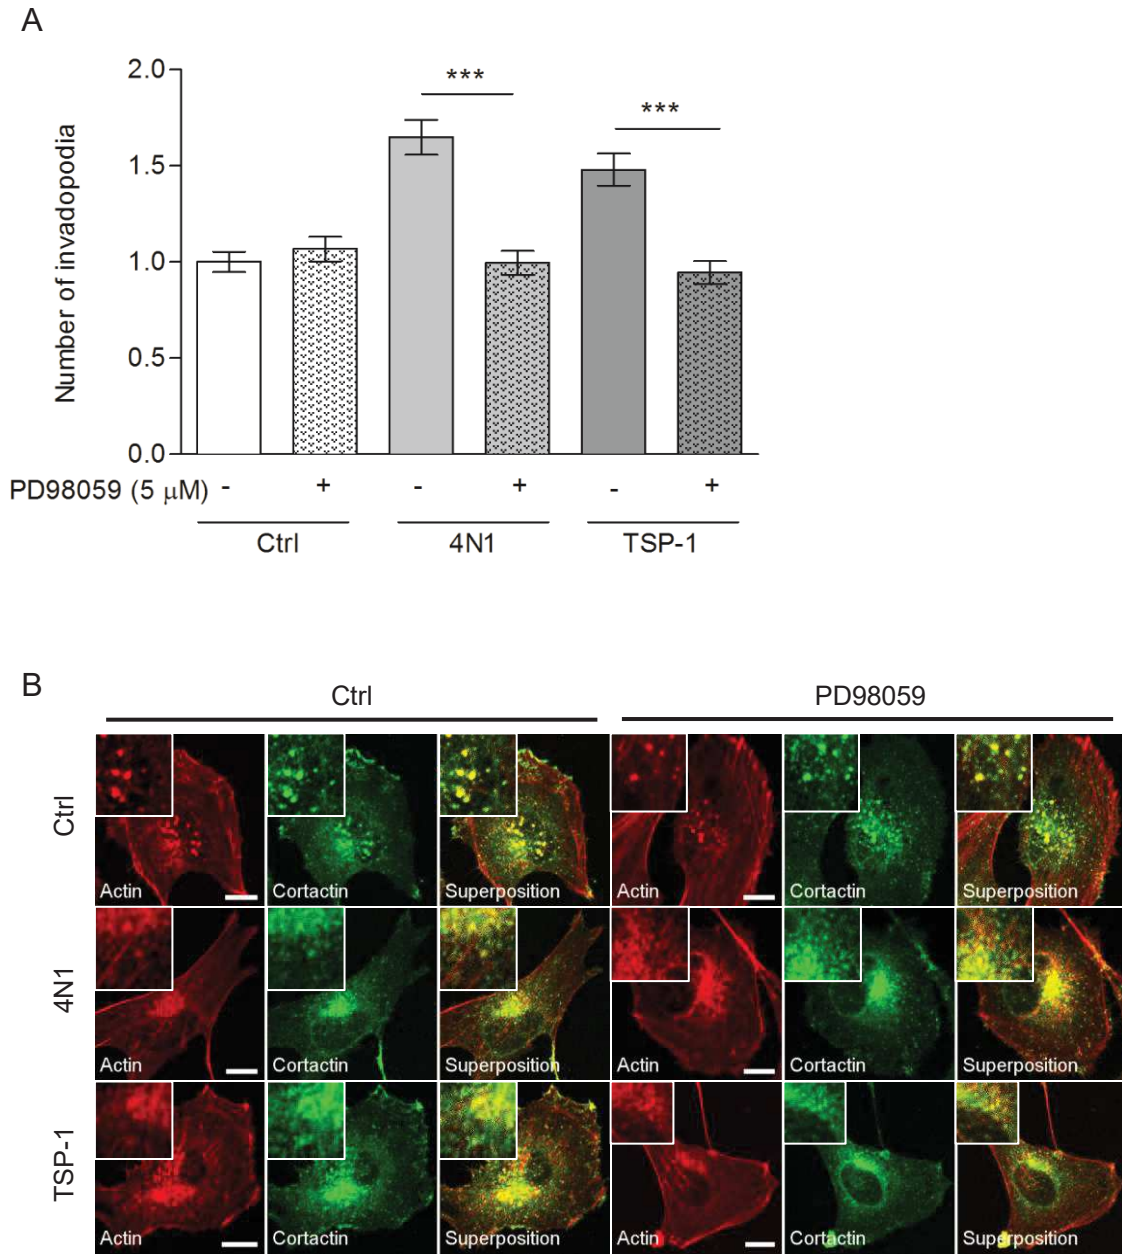 A
2.0
1.5
1.0
0.5
0.0
Number of invadopodia
***
***
PD98059 (5 μM) - + - + - +
Ctrl 4N1 TSP-1
B
Ctrl PD98059
Ctrl
Actin Cortactin Superposition Actin Cortactin Superposition
4N1
Actin Cortactin Superposition Actin Cortactin Superposition
TSP-1
Actin Cortactin Superposition Actin Cortactin Superposition